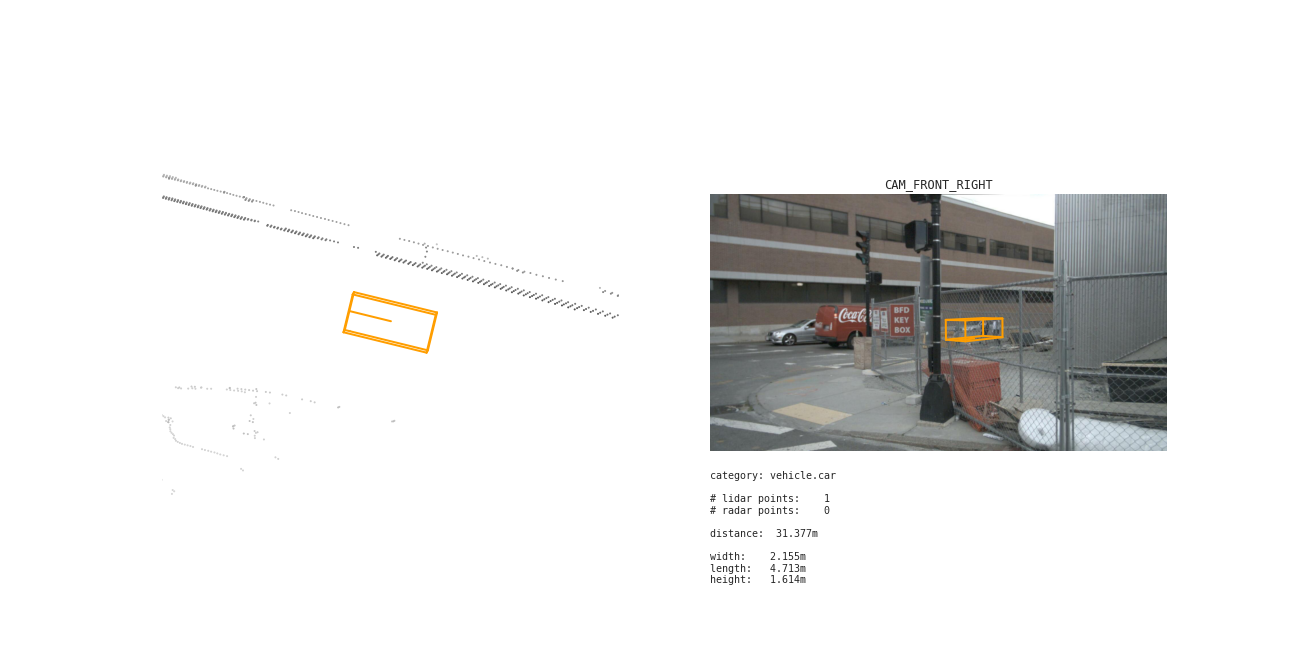 CAM_FRONT_RIGHT
Coca-Cola
BFD
KEY
BOX
category: vehicle.car
# lidar points: 1
# radar points: 0
distance: 31.377m
width: 2.155m
length: 4.713m
height: 1.614m